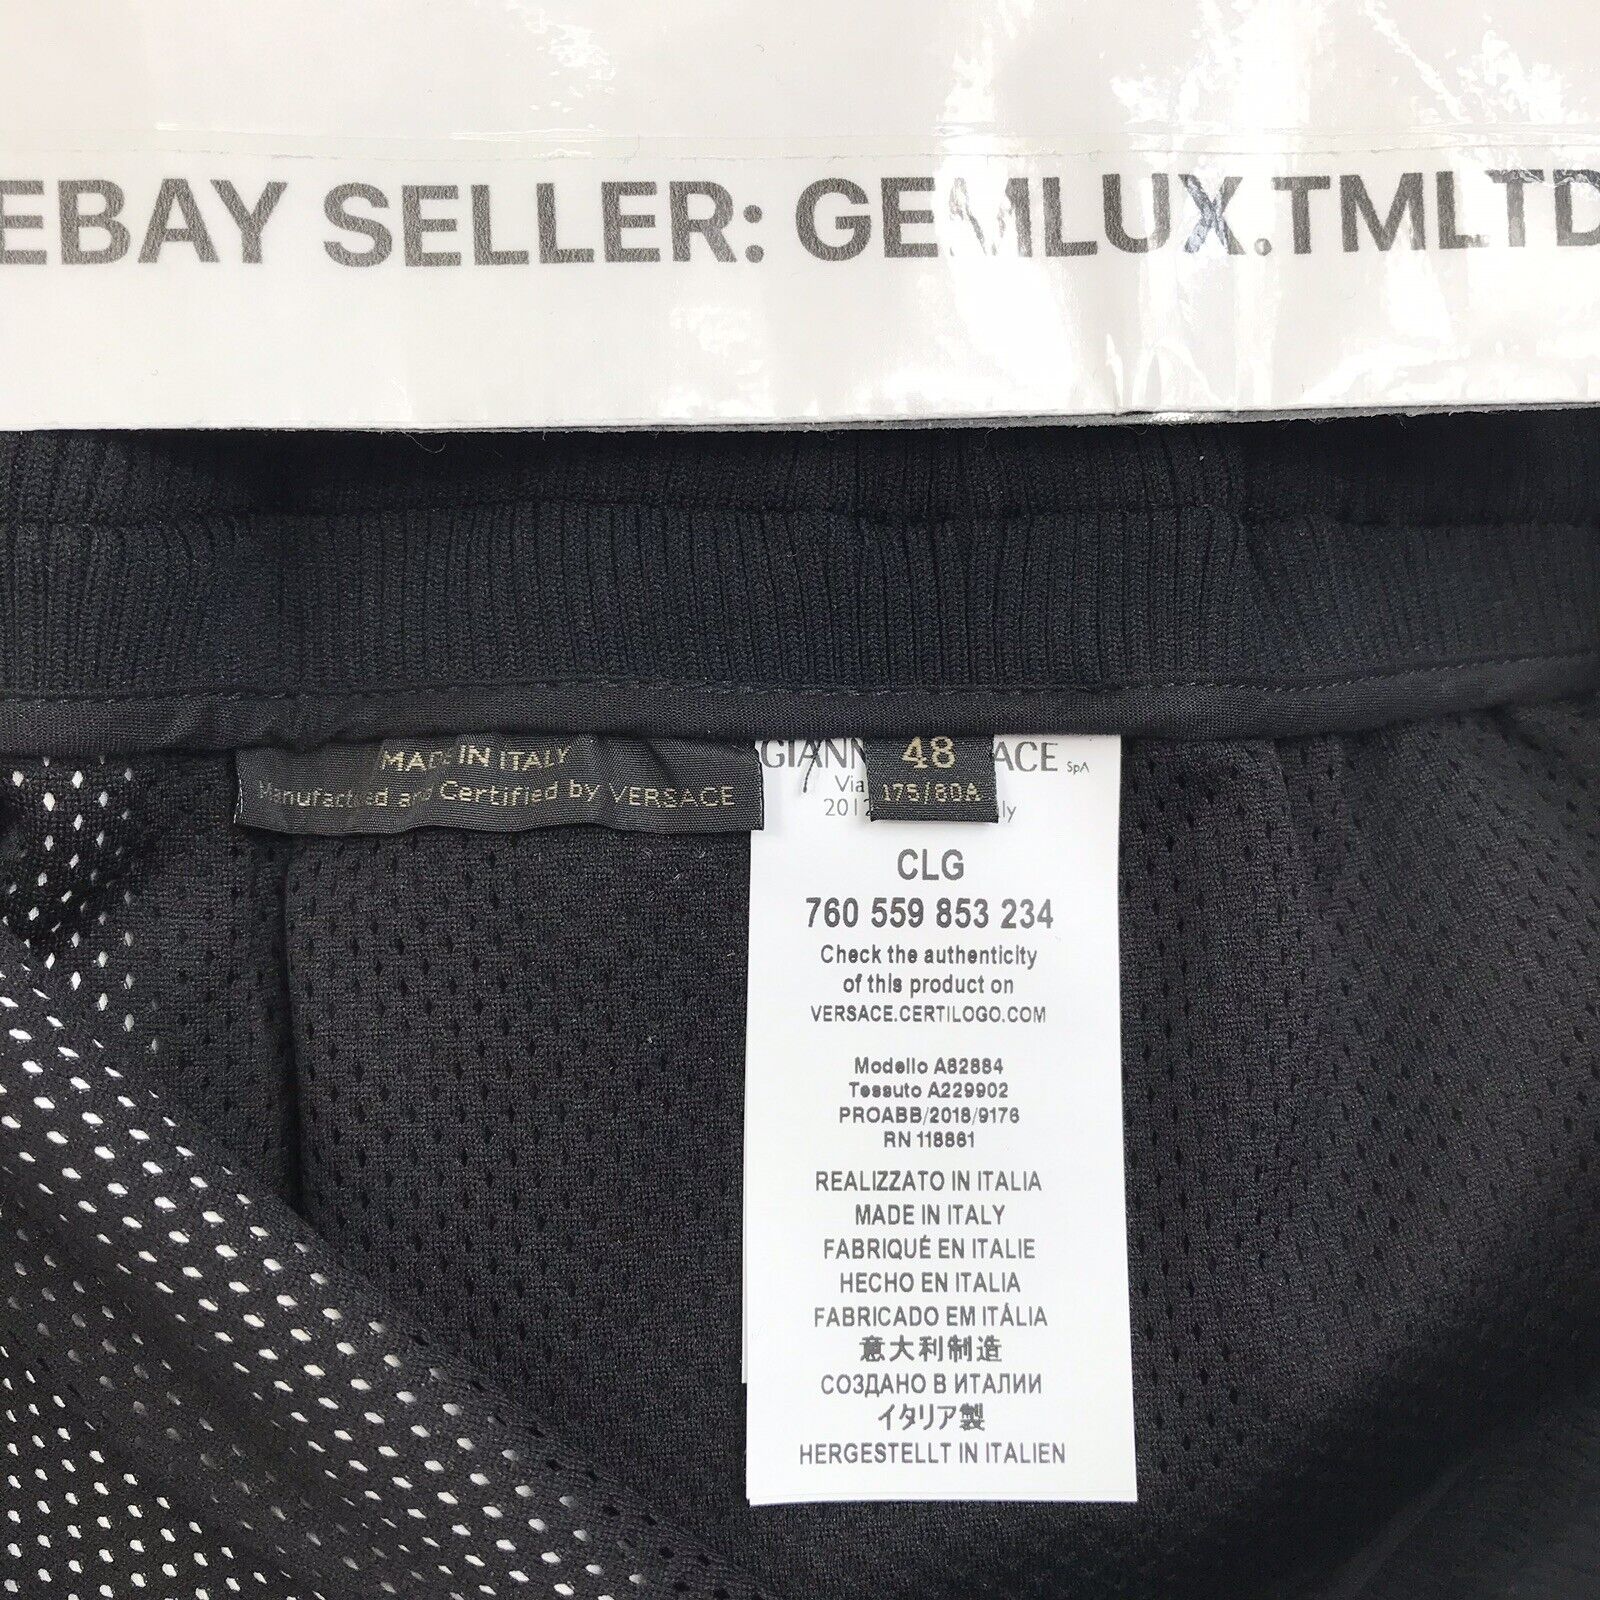 EBAY SELLER: GEMLUX.TMLTD
MADE IN ITALY
Manufactured and Certified by VERSACE
48
175/80A
SpA
Via
CLG
760 559 853 234
Check the authenticity
of this product on
VERSACE.CERTILOGO.COM
Modello A82884
Tessuto A229902
PROABB/2018/9176
RN 118881
REALIZZATO IN ITALIA
MADE IN ITALY
FABRIQUÉ EN ITALIE
HECHO EN ITALIA
FABRICADO EM ITÁLIA
意大利制造
СОЗДАНО В ИТАЛИИ
イタリア製
HERGESTELLT IN ITALIEN